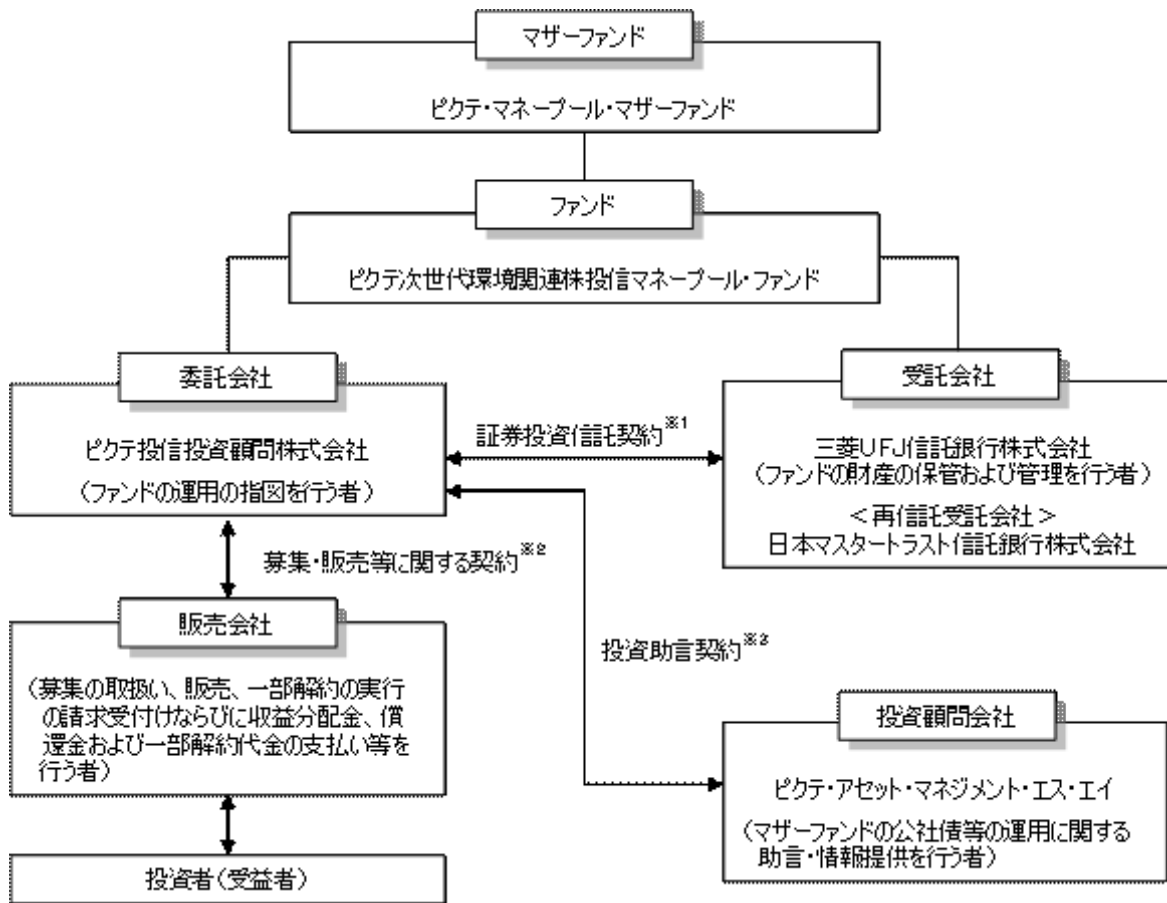 マザーファンド
ピクテ・マネープール・マザーファンド
ファンド
ピクテ次世代環境関連株投信マネープール・ファンド
委託会社
ピクテ投信投資顧問株式会社
(ファンドの運用の指図を行う者)
証券投資信託契約※1
受託会社
三菱UFJ信託銀行株式会社
(ファンドの財産の保管および管理を行う者)
<再信託受託会社>
日本マスタートラスト信託銀行株式会社
募集・販売等に関する契約※2
販売会社
(募集の取扱い、販売、一部解約の実行
の請求受付けならびに収益分配金、償
還金および一部解約代金の支払い等を
行う者)
投資助言契約※3
投資顧問会社
ピクテ・アセット・マネジメント・エス・エイ
(マザーファンドの公社債等の運用に関する
助言・情報提供を行う者)
投資者(受益者)